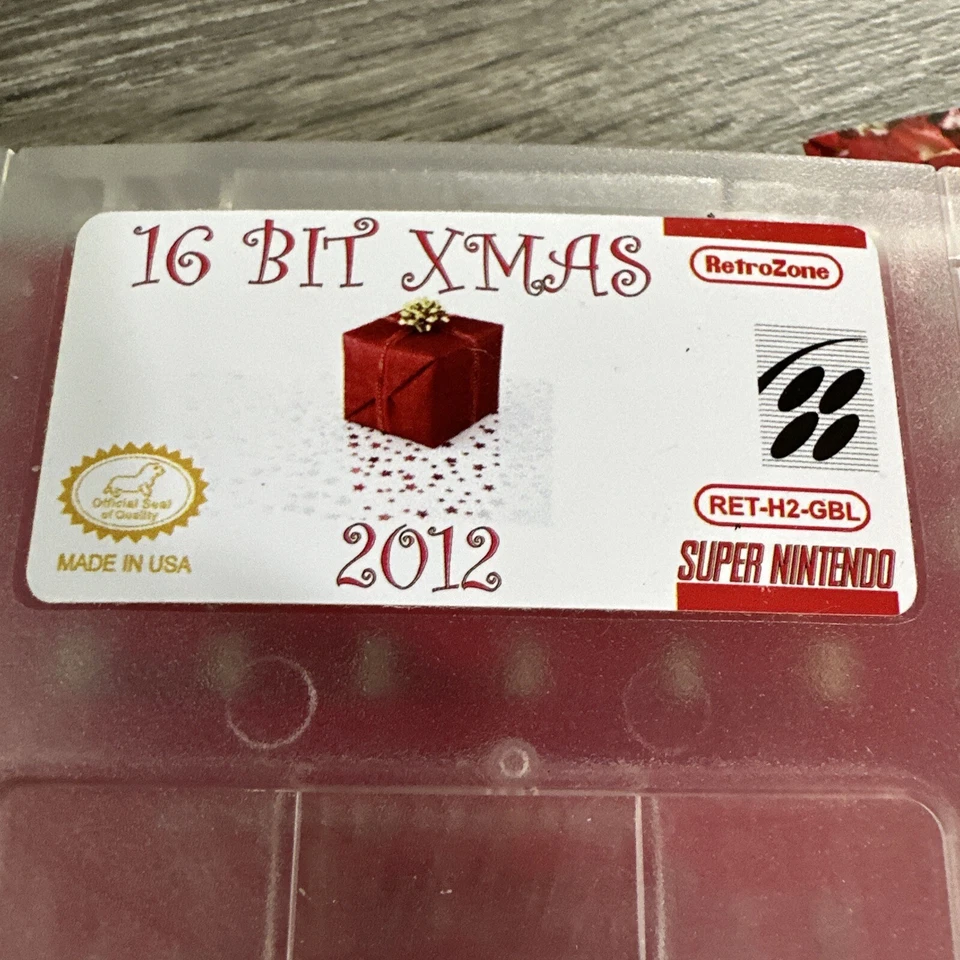 16 BIT XMAS
RetroZone
Official Seal
of Quality
MADE IN USA
2012
RET-H2-GBL
SUPER NINTENDO